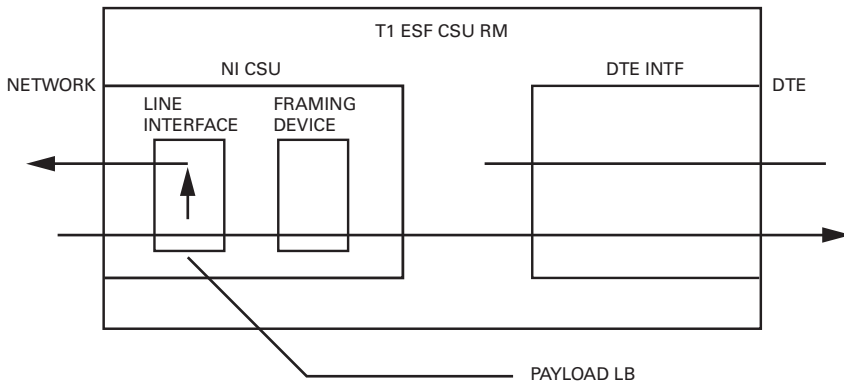 T1 ESF CSU RM
NI CSU
DTE INTF
NETWORK
DTE
LINE
INTERFACE
FRAMING
DEVICE
PAYLOAD LB